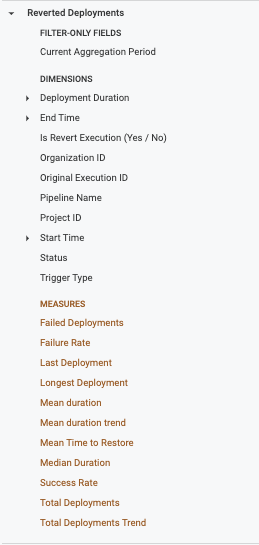 Reverted Deployments
FILTER-ONLY FIELDS
Current Aggregation Period
DIMENSIONS
Deployment Duration
End Time
Is Revert Execution (Yes / No)
Organization ID
Original Execution ID
Pipeline Name
Project ID
Start Time
Status
Trigger Type
MEASURES
Failed Deployments
Failure Rate
Last Deployment
Longest Deployment
Mean duration
Mean duration trend
Mean Time to Restore
Median Duration
Success Rate
Total Deployments
Total Deployments Trend